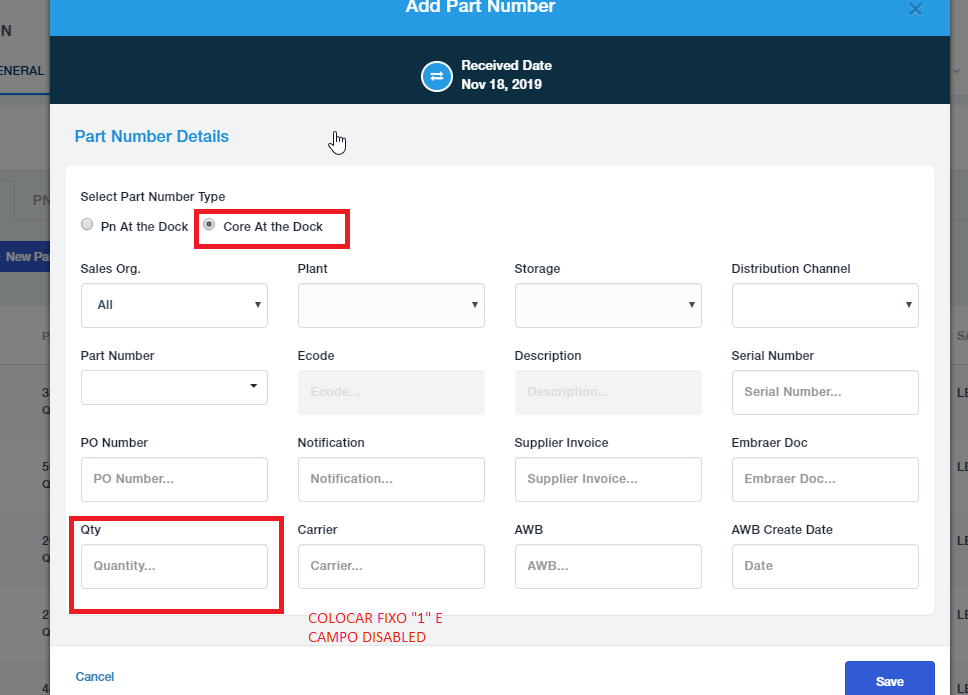 Add Part Number
N
ENERAL
Received Date
Nov 18, 2019
Part Number Details
PN
Select Part Number Type
Pn At the Dock
Core At the Dock
New Pa
Sales Org.
Plant
Storage
Distribution Channel
All
P
SA
Part Number
Ecode
Description
Serial Number
3
Q
Ecode...
Description...
Serial Number...
LE
PO Number
Notification
Supplier Invoice
Embraer Doc
5
Q
PO Number...
Notification...
Supplier Invoice...
Embraer Doc...
LE
Qty
Carrier
AWB
AWB Create Date
2
Q
Quantity...
Carrier...
AWB...
Date
LE
2
Q
COLOCAR FIXO "1" E
CAMPO DISABLED
LE
Cancel
Save
4
LE